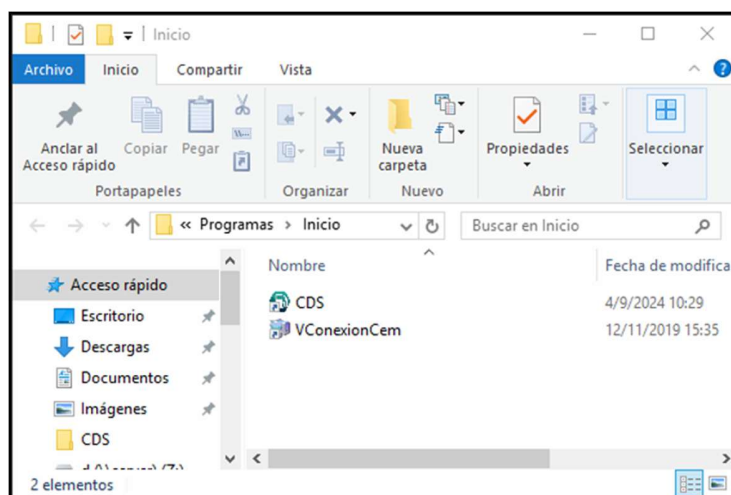 Inicio
Archivo Inicio Compartir Vista
Anclar al Acceso rápido
Copiar
Pegar
Nueva carpeta
Propiedades
Seleccionar
Portapapeles Organizar Nuevo Abrir
« Programas > Inicio
Buscar en Inicio
Nombre Fecha de modifica
Acceso rápido
CDS 4/9/2024 10:29
Escritorio
VConexionCem 12/11/2019 15:35
Descargas
Documentos
Imágenes
CDS
2 elementos